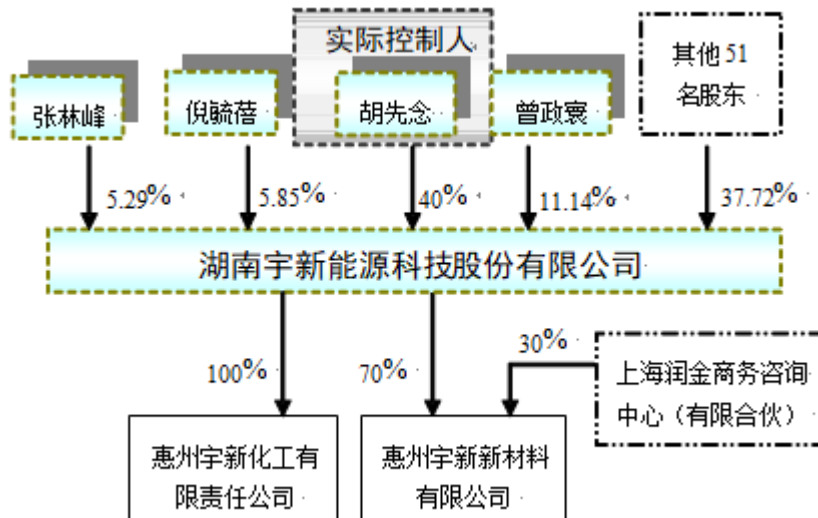 实际控制人
张林峰
倪毓蓓
胡先念
曾政寰
其他 51
名股东
5.29%
5.85%
40%
11.14%
37.72%
湖南宇新能源科技股份有限公司
100%
70%
30%
上海润金商务咨询
中心（有限合伙）
惠州宇新化工有
限责任公司
惠州宇新新材料
有限公司